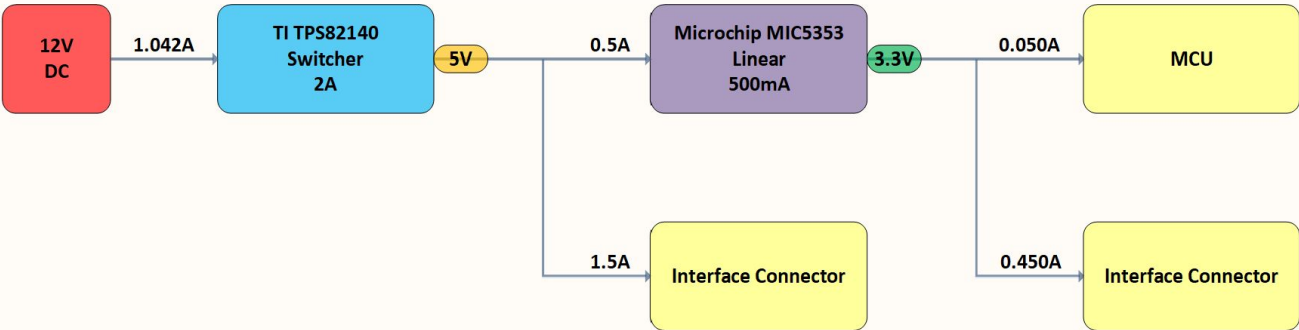 12V
DC
1.042A
TI TPS82140
Switcher
2A
5V
0.5A
Microchip MIC5353
Linear
500mA
3.3V
0.050A
MCU
1.5A
Interface Connector
0.450A
Interface Connector